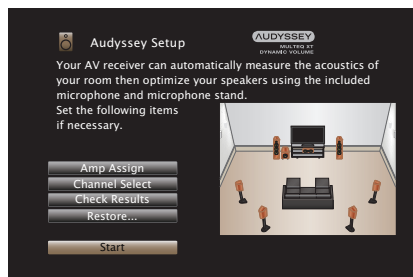 Audyssey Setup
AUDYSSEY
MULTEQ XT
DYNAMIC VOLUME
Your AV receiver can automatically measure the acoustics of
your room then optimize your speakers using the included
microphone and microphone stand.
Set the following items
if necessary.
Amp Assign
Channel Select
Check Results
Restore...
Start